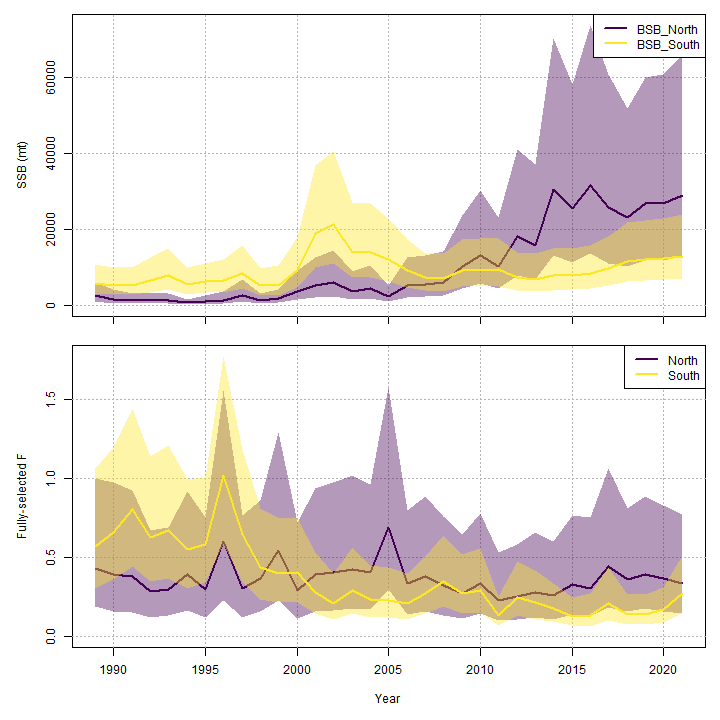 BSB_North
BSB_South
SSB (mt)
60000
40000
20000
0
North
South
Fully-selected F
1.5
1.0
0.5
0.0
1990 1995 2000 2005 2010 2015 2020
Year